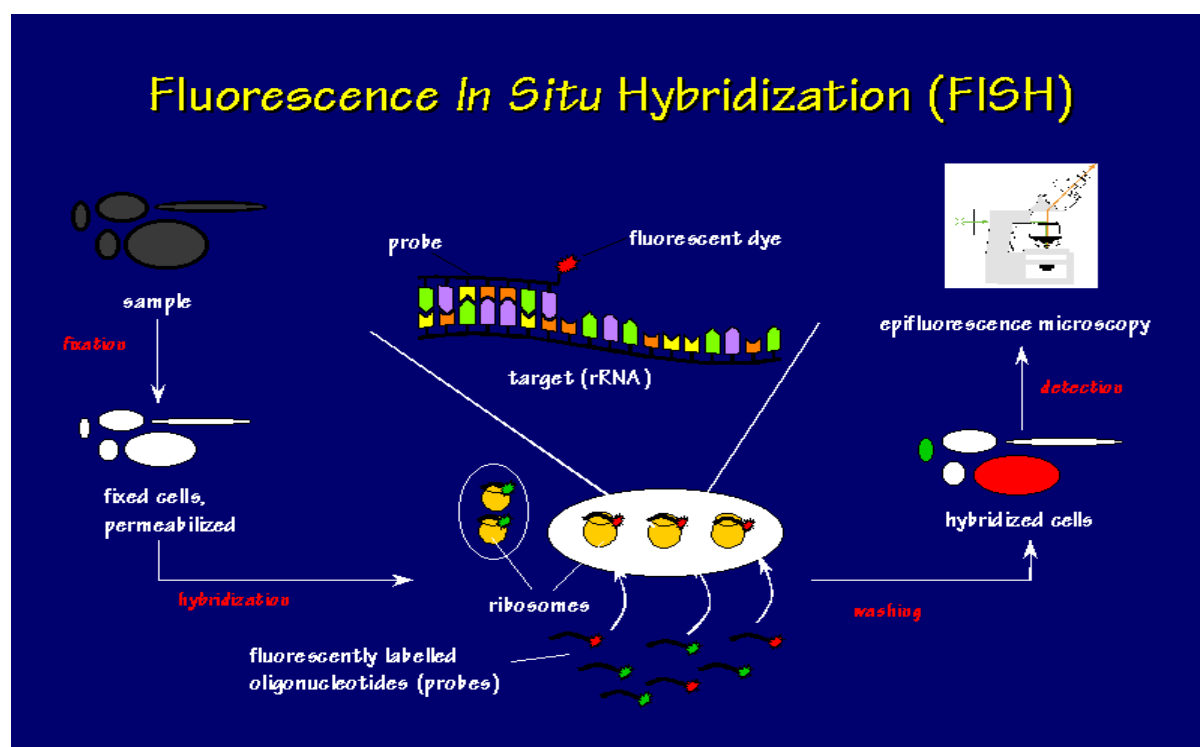 Fluorescence In Situ Hybridization (FISH)
sample
fixation
fixed cells,
permeabilized
hybridization
probe
fluorescent dye
target (rRNA)
ribosomes
fluorescently labelled
oligonucleotides (probes)
washing
hybridized cells
detection
epifluorescence microscopy